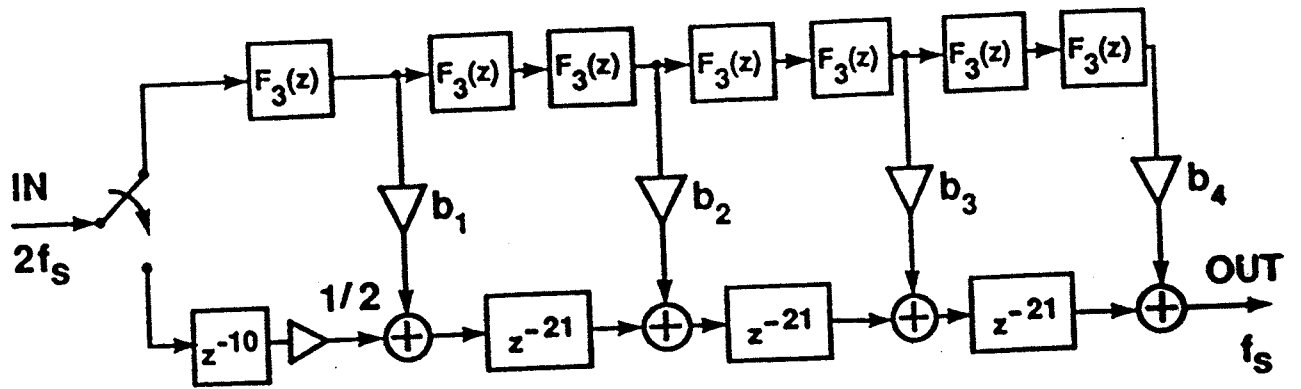 F₃(z) F₃(z) F₃(z) F₃(z) F₃(z) F₃(z) F₃(z)
IN
2fₛ
b₁ b₂ b₃ b₄
z⁻¹⁰ 1/2 z⁻²¹ z⁻²¹ z⁻²¹
OUT
fₛ